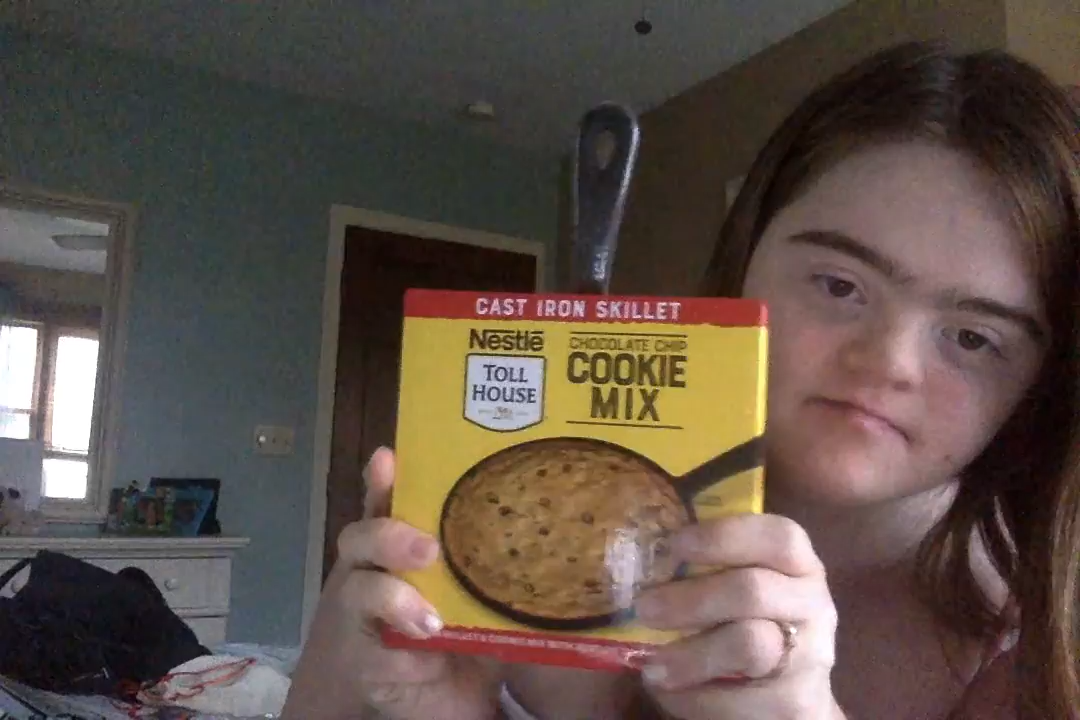 CAST IRON SKILLET
Nestlé
TOLL
HOUSE
CHOCOLATE CHIP
COOKIE
MIX